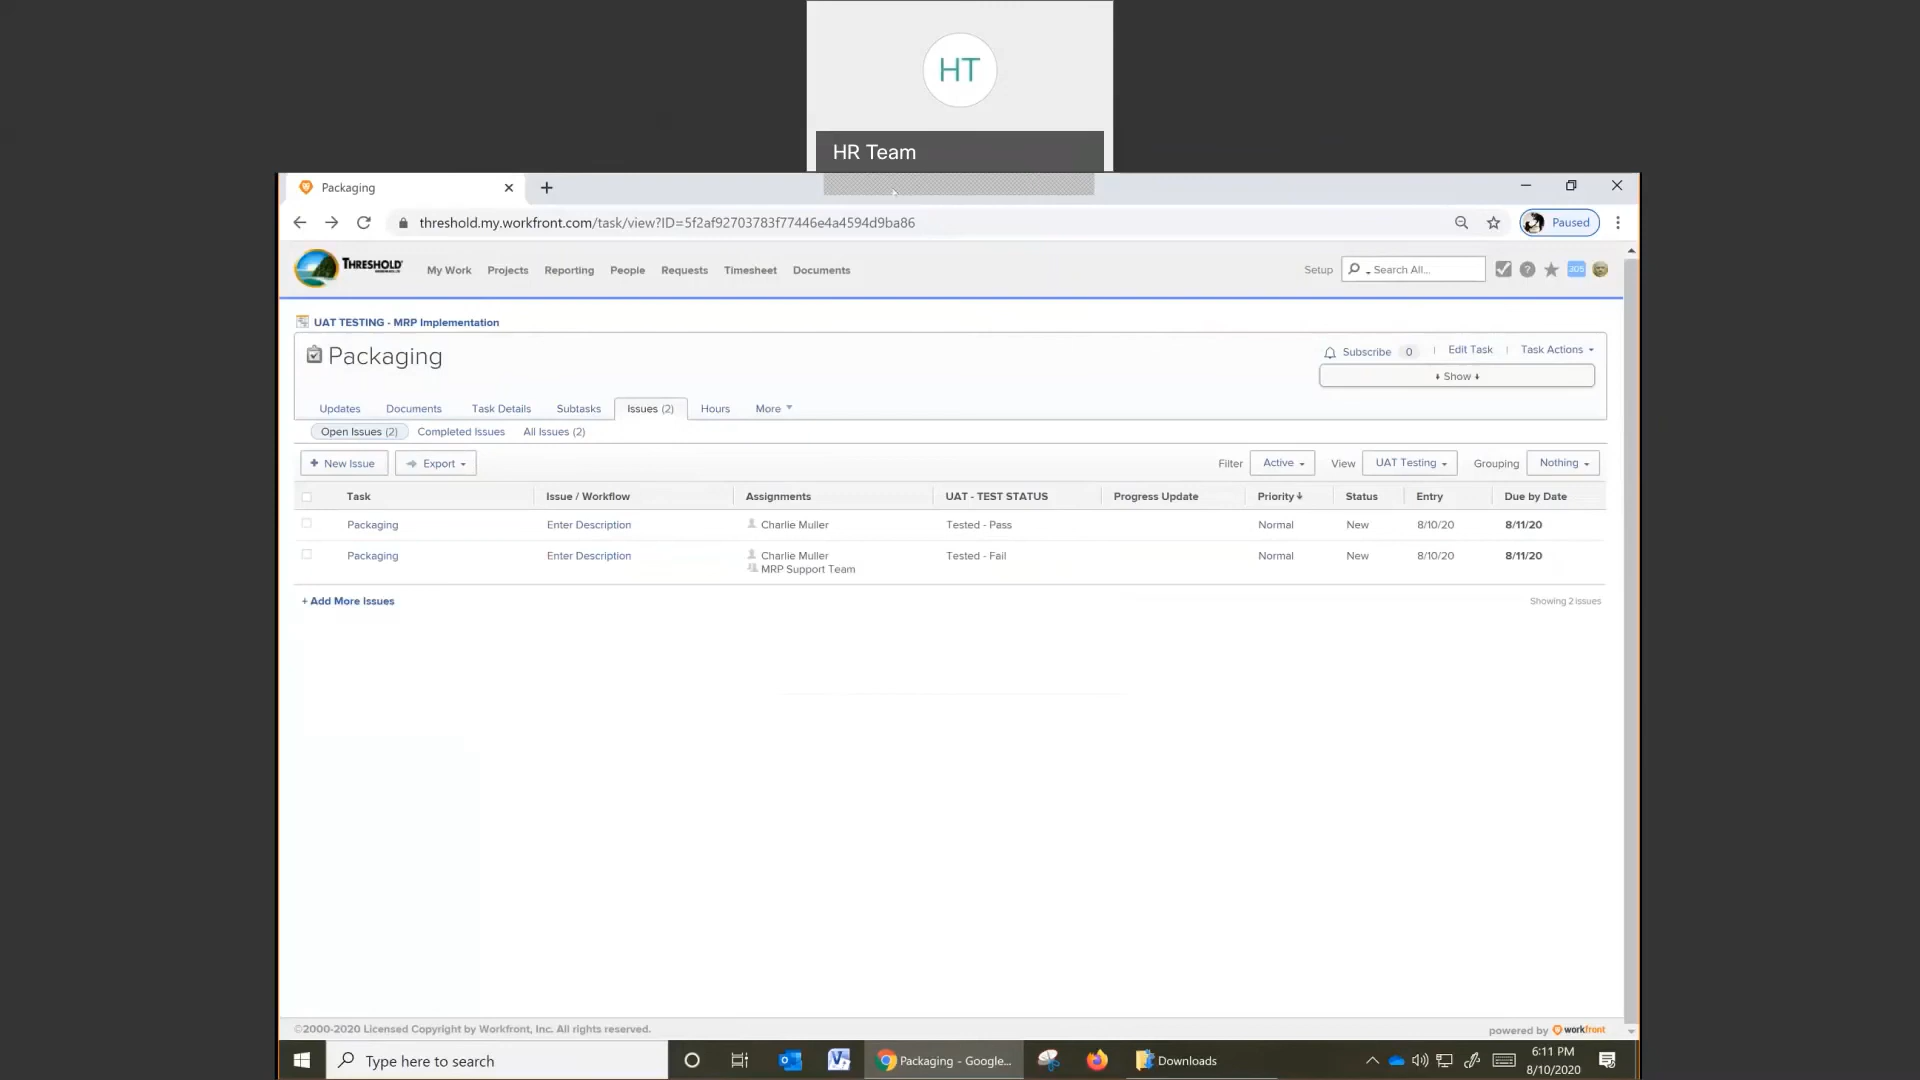 HT
HR Team
Packaging
threshold.my.workfront.com/task/view?ID=5f2af92703783f77446e4a4594d9ba86
Paused
THRESHOLD
My Work Projects Reporting People Requests Timesheet Documents
Setup Search All...
UAT TESTING - MRP Implementation
Packaging
Subscribe 0 Edit Task Task Actions
Show
Updates Documents Task Details Subtasks Issues (2) Hours More
Open Issues (2) Completed Issues All Issues (2)
+ New Issue Export Filter Active View UAT Testing Grouping Nothing
Task Issue / Workflow Assignments UAT - TEST STATUS Progress Update Priority Status Entry Due by Date
Packaging Enter Description Charlie Muller Tested - Pass Normal New 8/10/20 8/11/20
Packaging Enter Description Charlie Muller Tested - Fail Normal New 8/10/20 8/11/20
MRP Support Team
+ Add More Issues Showing 2 issues
©2000-2020 Licensed Copyright by Workfront, Inc. All rights reserved. powered by workfront
Type here to search Packaging - Google... Downloads 6:11 PM
8/10/2020